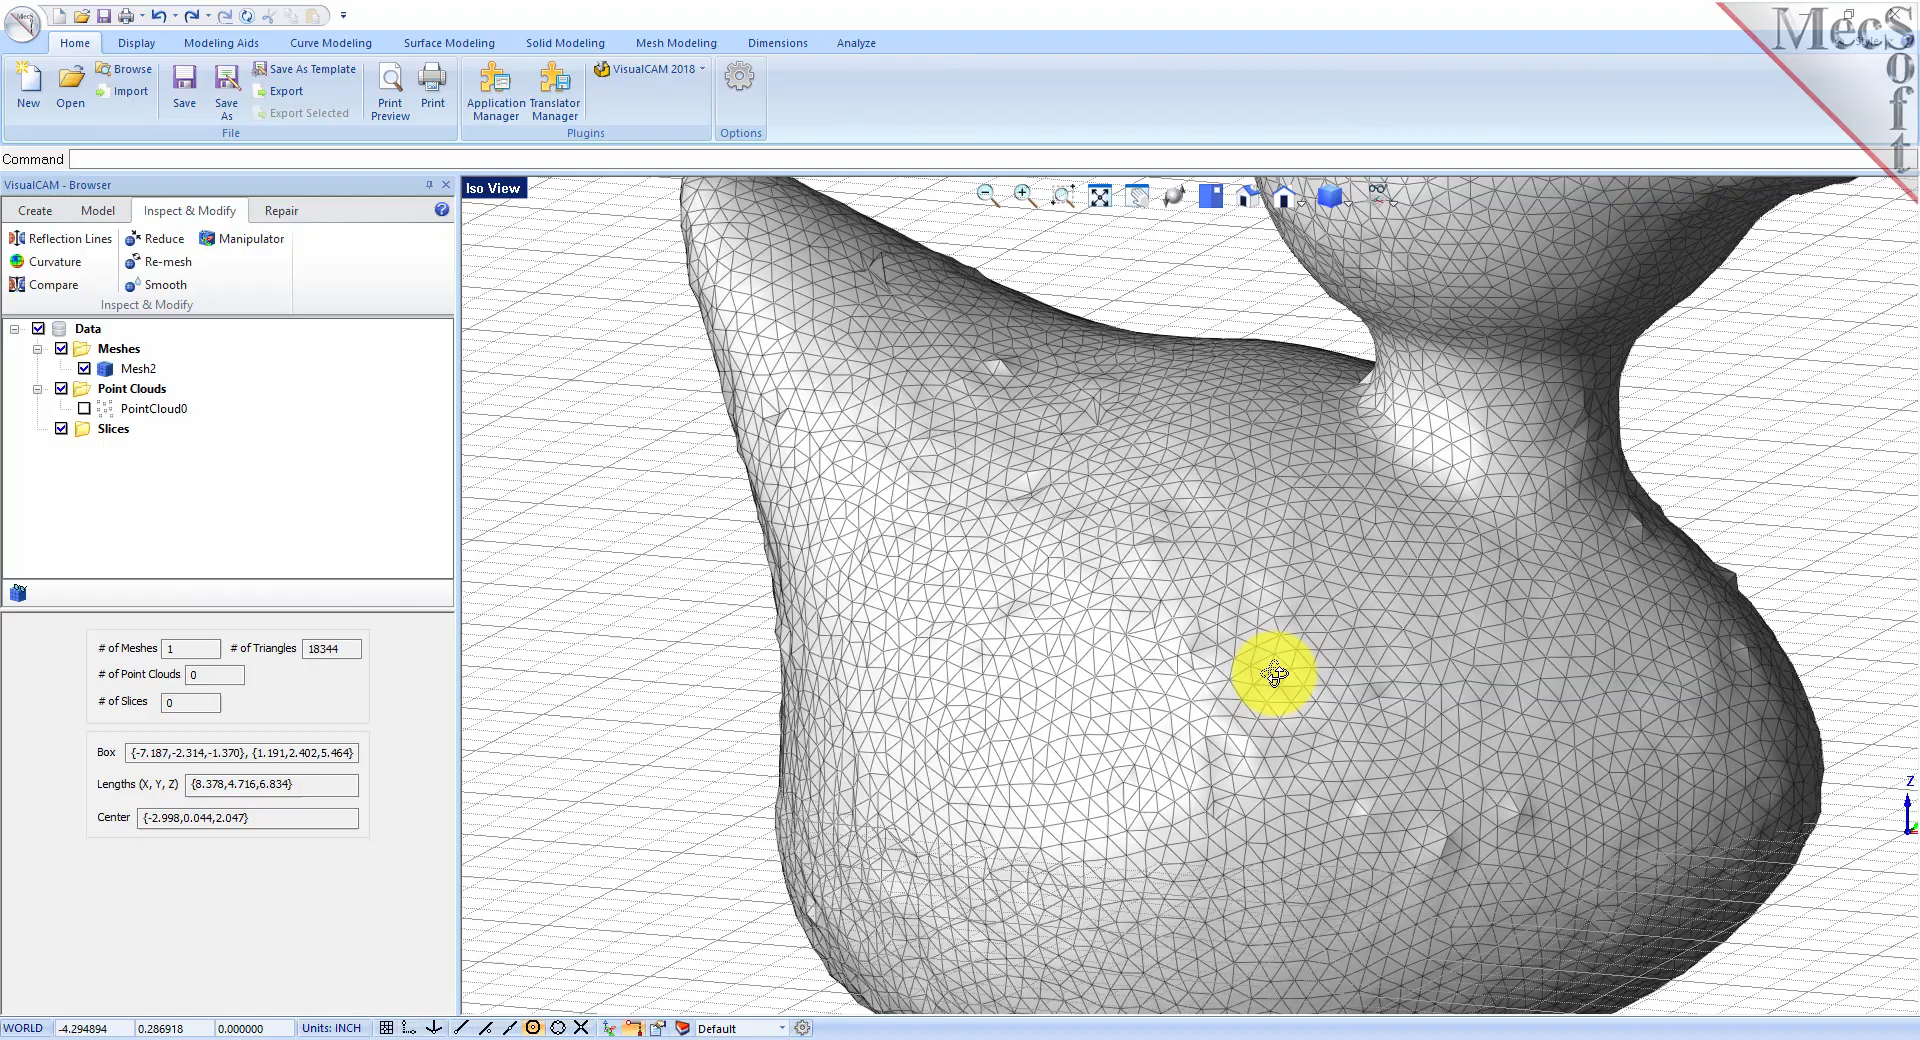 MecSoft
Home Display Modeling Aids Curve Modeling Surface Modeling Solid Modeling Mesh Modeling Dimensions Analyze
New
Open
Browse
Import
Save
Save As
Save As Template
Export
Export Selected
Print Preview
Print
File
Application Manager
Translator Manager
VisualCAM 2018
Plugins
Options
Command
VisualCAM - Browser
Create Model Inspect & Modify Repair
Reflection Lines Reduce Manipulator
Curvature Re-mesh
Compare Smooth
Inspect & Modify
Data
Meshes
Mesh2
Point Clouds
PointCloud0
Slices
# of Meshes 1 # of Triangles 18344
# of Point Clouds 0
# of Slices 0
Box {-7.187,-2.314,-1.370}, {1.191,2.402,5.464}
Lengths (X, Y, Z) {8.378,4.716,6.834}
Center {-2.998,0.044,2.047}
Iso View
Z
WORLD -4.294894 0.286918 0.000000 Units: INCH Default